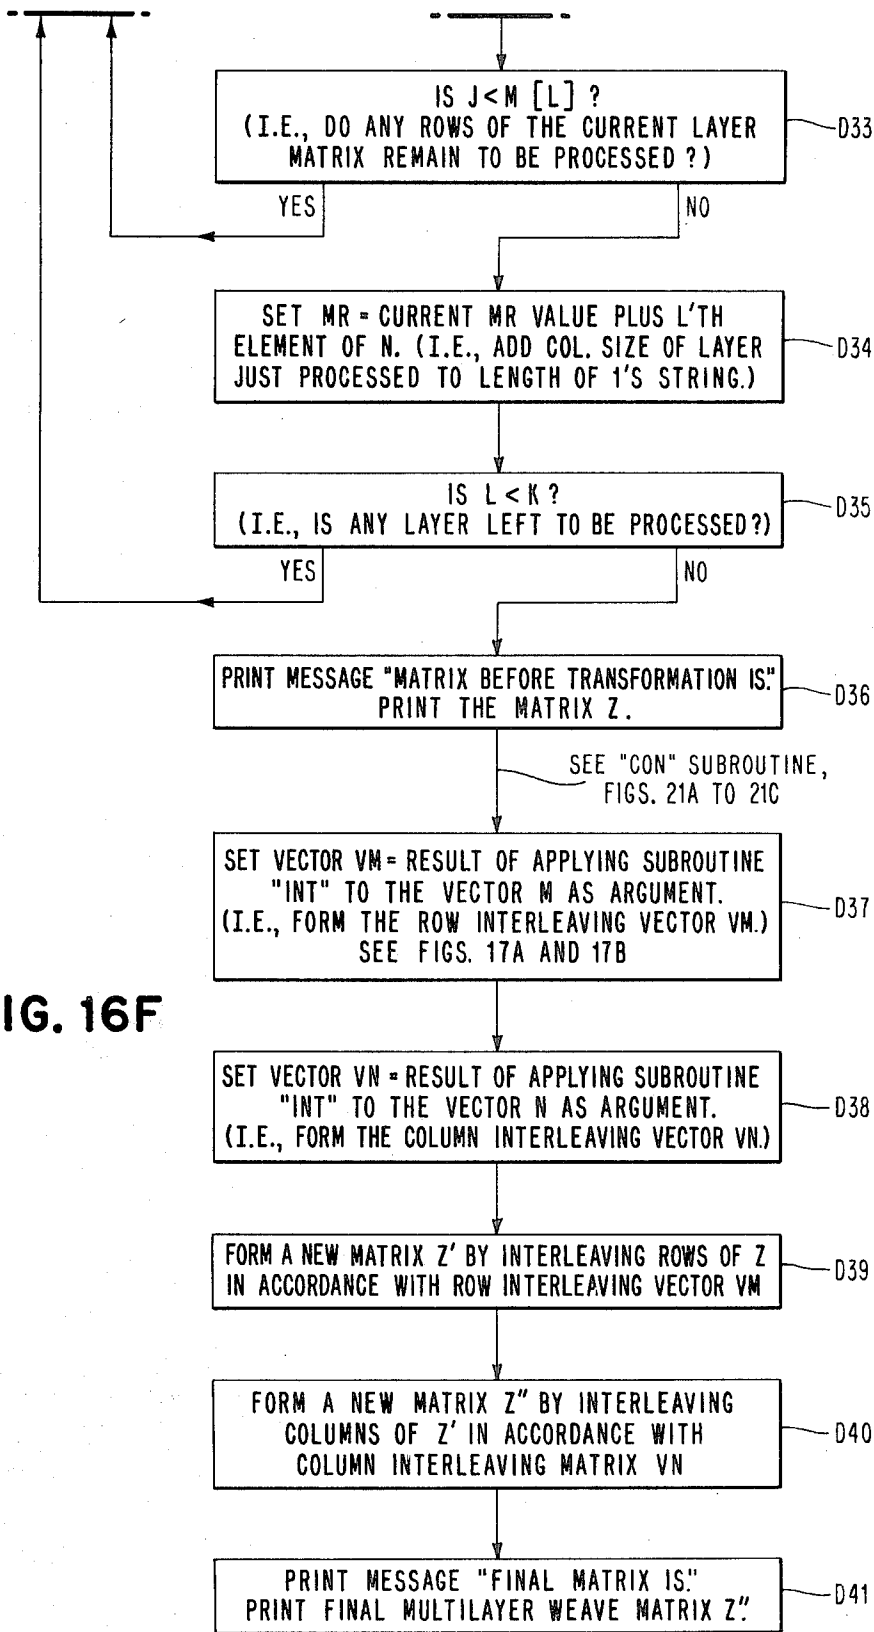 IS J<M [L] ?
(I.E., DO ANY ROWS OF THE CURRENT LAYER
MATRIX REMAIN TO BE PROCESSED?)
D33
YES
NO
SET MR = CURRENT MR VALUE PLUS L'TH
ELEMENT OF N. (I.E., ADD COL. SIZE OF LAYER
JUST PROCESSED TO LENGTH OF 1'S STRING.)
D34
IS L < K ?
(I.E., IS ANY LAYER LEFT TO BE PROCESSED?)
D35
YES
NO
PRINT MESSAGE "MATRIX BEFORE TRANSFORMATION IS."
PRINT THE MATRIX Z.
D36
SEE "CON" SUBROUTINE,
FIGS. 21A TO 21C
SET VECTOR VM = RESULT OF APPLYING SUBROUTINE
"INT" TO THE VECTOR M AS ARGUMENT.
(I.E., FORM THE ROW INTERLEAVING VECTOR VM.)
SEE FIGS. 17A AND 17B
D37
IG. 16F
SET VECTOR VN = RESULT OF APPLYING SUBROUTINE
"INT" TO THE VECTOR N AS ARGUMENT.
(I.E., FORM THE COLUMN INTERLEAVING VECTOR VN.)
D38
FORM A NEW MATRIX Z' BY INTERLEAVING ROWS OF Z
IN ACCORDANCE WITH ROW INTERLEAVING VECTOR VM
D39
FORM A NEW MATRIX Z" BY INTERLEAVING
COLUMNS OF Z' IN ACCORDANCE WITH
COLUMN INTERLEAVING MATRIX VN
D40
PRINT MESSAGE "FINAL MATRIX IS."
PRINT FINAL MULTILAYER WEAVE MATRIX Z".
D41